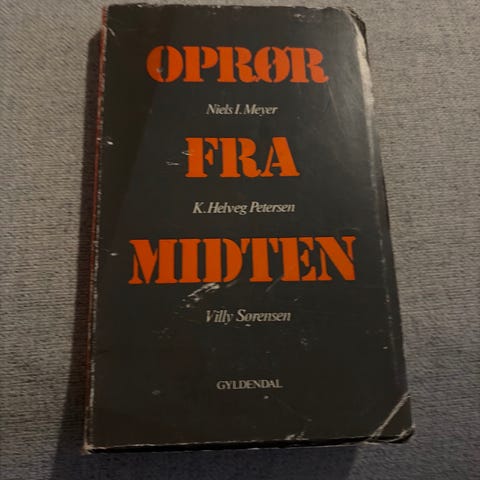 OPRØR
Niels I. Meyer
FRA
K. Helveg Petersen
MIDTEN
Villy Sørensen
GYLDENDAL